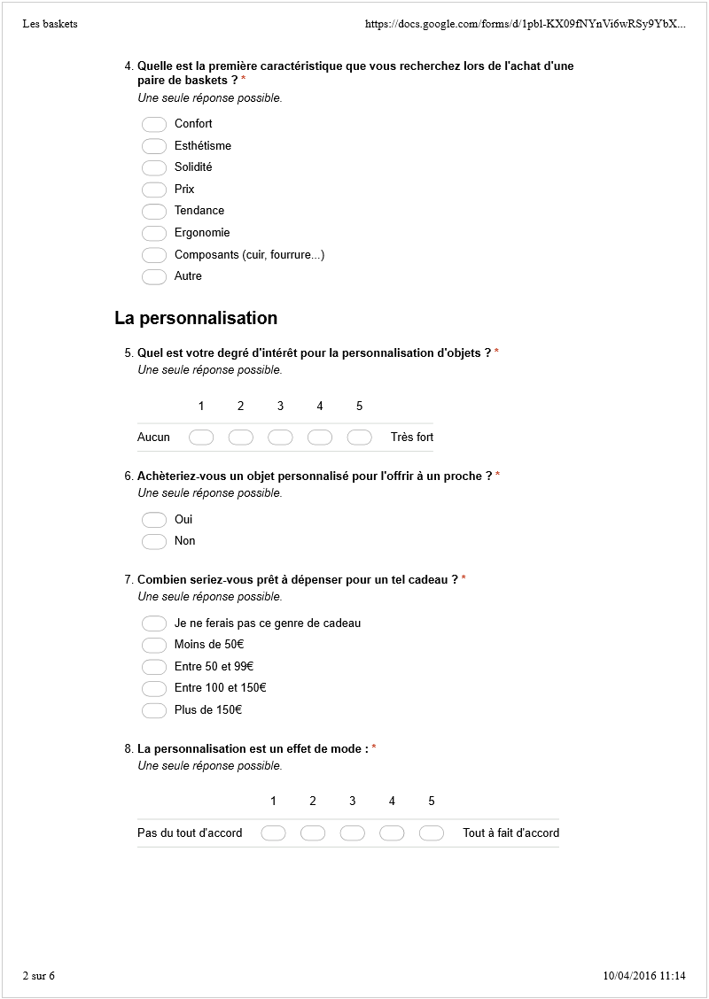 Les baskets
https://docs.google.com/forms/d/1pbl-KX09fNYnVi6wRSy9YbX...
4. Quelle est la première caractéristique que vous recherchez lors de l'achat d'une
paire de baskets ? *
Une seule réponse possible.
Confort
Esthétisme
Solidité
Prix
Tendance
Ergonomie
Composants (cuir, fourrure...)
Autre
La personnalisation
5. Quel est votre degré d'intérêt pour la personnalisation d'objets ? *
Une seule réponse possible.
1 2 3 4 5
Aucun Très fort
6. Achèteriez-vous un objet personnalisé pour l'offrir à un proche ? *
Une seule réponse possible.
Oui
Non
7. Combien seriez-vous prêt à dépenser pour un tel cadeau ? *
Une seule réponse possible.
Je ne ferais pas ce genre de cadeau
Moins de 50€
Entre 50 et 99€
Entre 100 et 150€
Plus de 150€
8. La personnalisation est un effet de mode : *
Une seule réponse possible.
1 2 3 4 5
Pas du tout d'accord Tout à fait d'accord
2 sur 6
10/04/2016 11:14